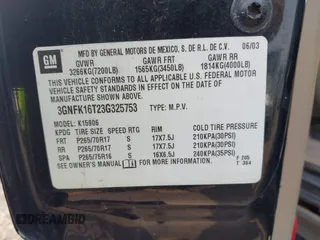 GM
MFD. BY GENERAL MOTORS DE MEXICO, S. DE R.L. DE C.V. 06/03
GVWR GAWR FRT GAWR RR
3266KG(7200LB) 1565KG(3450LB) 1814KG(4000LB)
THIS VEHICLE CONFORMS TO ALL APPLICABLE U.S. FEDERAL
MOTOR VEHICLE SAFETY STANDARDS IN EFFECT ON THE DATE OF
MANUFACTURE SHOWN ABOVE.
3GNFK16T23G325753 TYPE: M.P.V.
MODEL: K15906
KPDG TIRE SIZE SPEED RTG RIM COLD TIRE PRESSURE
FRT P265/70R17 S 17X7.5J 210KPA(30PSI)
RR P265/70R17 S 17X7.5J 210KPA(30PSI)
SPA P265/75R16 S 16X6.5J 240KPA(35PSI)
SEE OWNER'S MANUAL FOR ADDITIONAL INFORMATION.
DREAMBID